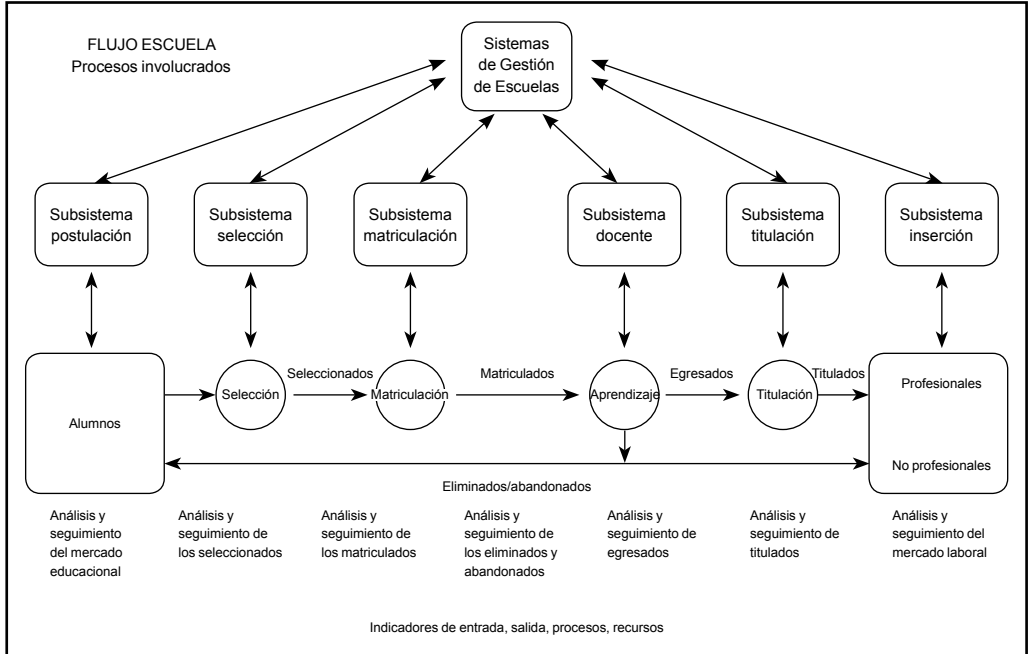 FLUJO ESCUELA
Procesos involucrados
Sistemas
de Gestión
de Escuelas
Subsistema
postulación
Subsistema
selección
Subsistema
matriculación
Subsistema
docente
Subsistema
titulación
Subsistema
inserción
Alumnos
Selección
Seleccionados
Matriculación
Matriculados
Aprendizaje
Egresados
Titulación
Titulados
Profesionales
No profesionales
Eliminados/abandonados
Análisis y
seguimiento
del mercado
educacional
Análisis y
seguimiento de
los seleccionados
Análisis y
seguimiento de
los matriculados
Análisis y
seguimiento de
los eliminados y
abandonados
Análisis y
seguimiento de
egresados
Análisis y
seguimiento de
titulados
Análisis y
seguimiento del
mercado laboral
Indicadores de entrada, salida, procesos, recursos